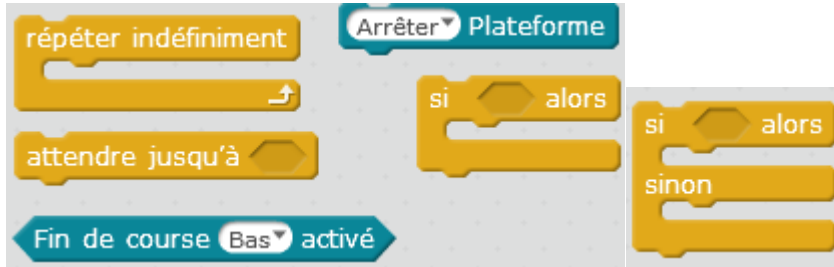 répéter indéfiniment
Arrêter Plateforme
si alors
attendre jusqu'à
Fin de course Bas activé
si alors
sinon